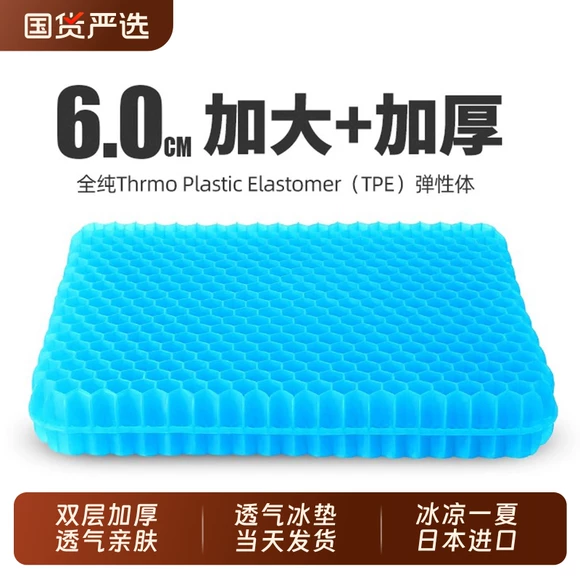 国货严选
6.0CM 加大+加厚
全纯Thrmo Plastic Elastomer（TPE）弹性体
双层加厚
透气亲肤
透气冰垫
当天发货
冰凉一夏
日本进口